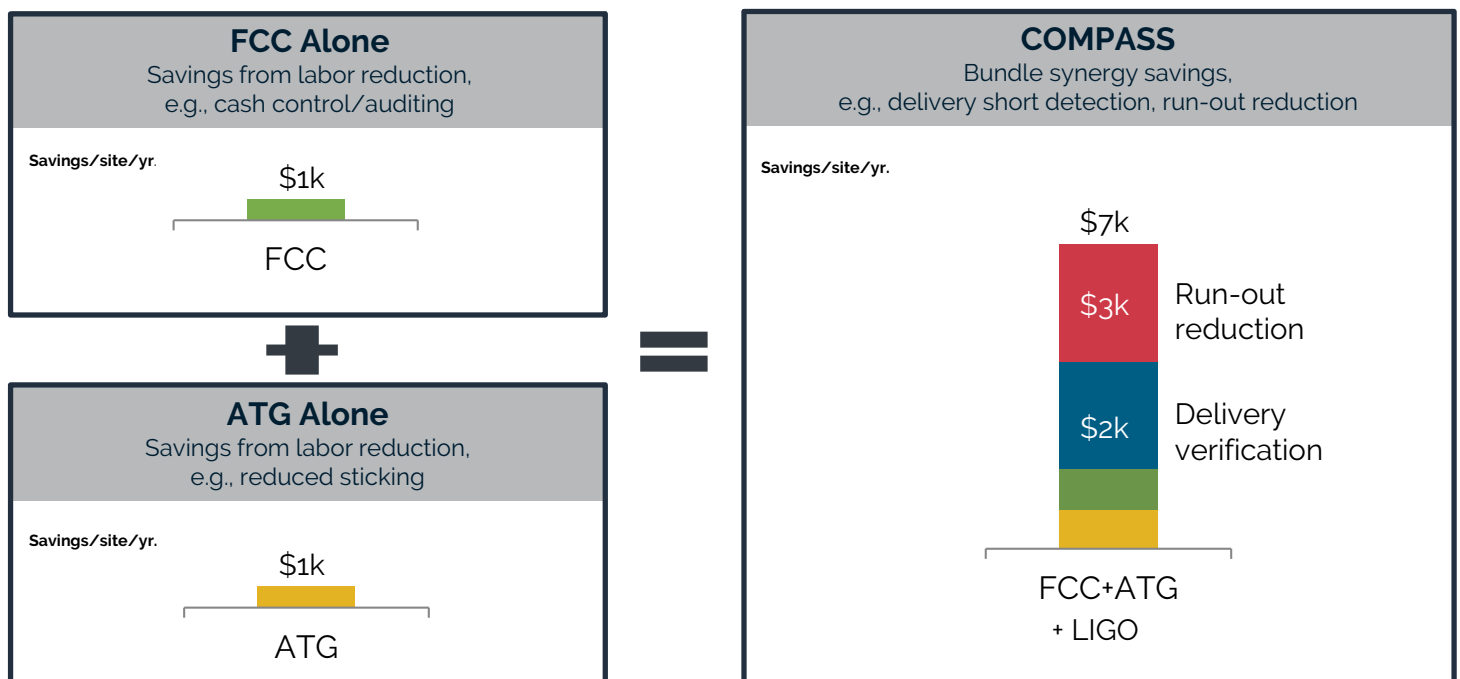 FCC Alone
Savings from labor reduction,
e.g., cash control/auditing
Savings/site/yr.
$1k
FCC
ATG Alone
Savings from labor reduction,
e.g., reduced sticking
Savings/site/yr.
$1k
ATG
COMPASS
Bundle synergy savings,
e.g., delivery short detection, run-out reduction
Savings/site/yr.
$7k
$3k
Run-out
reduction
$2k
Delivery
verification
FCC+ATG
+ LIGO